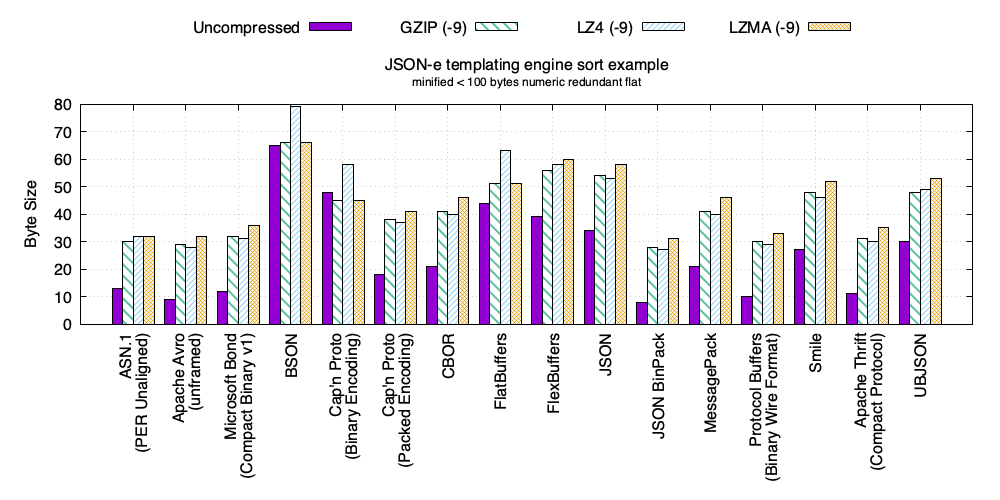 Uncompressed GZIP (-9) LZ4 (-9) LZMA (-9)
JSON-e templating engine sort example
minified < 100 bytes numeric redundant flat
Byte Size
80
70
60
50
40
30
20
10
0
ASN.1
(PER Unaligned)
Apache Avro
(unframed)
Microsoft Bond
(Compact Binary v1)
BSON
Cap'n Proto
(Binary Encoding)
Cap'n Proto
(Packed Encoding)
CBOR
FlatBuffers
FlexBuffers
JSON
JSON BinPack
MessagePack
Protocol Buffers
(Binary Wire Format)
Smile
Apache Thrift
(Compact Protocol)
UBJSON